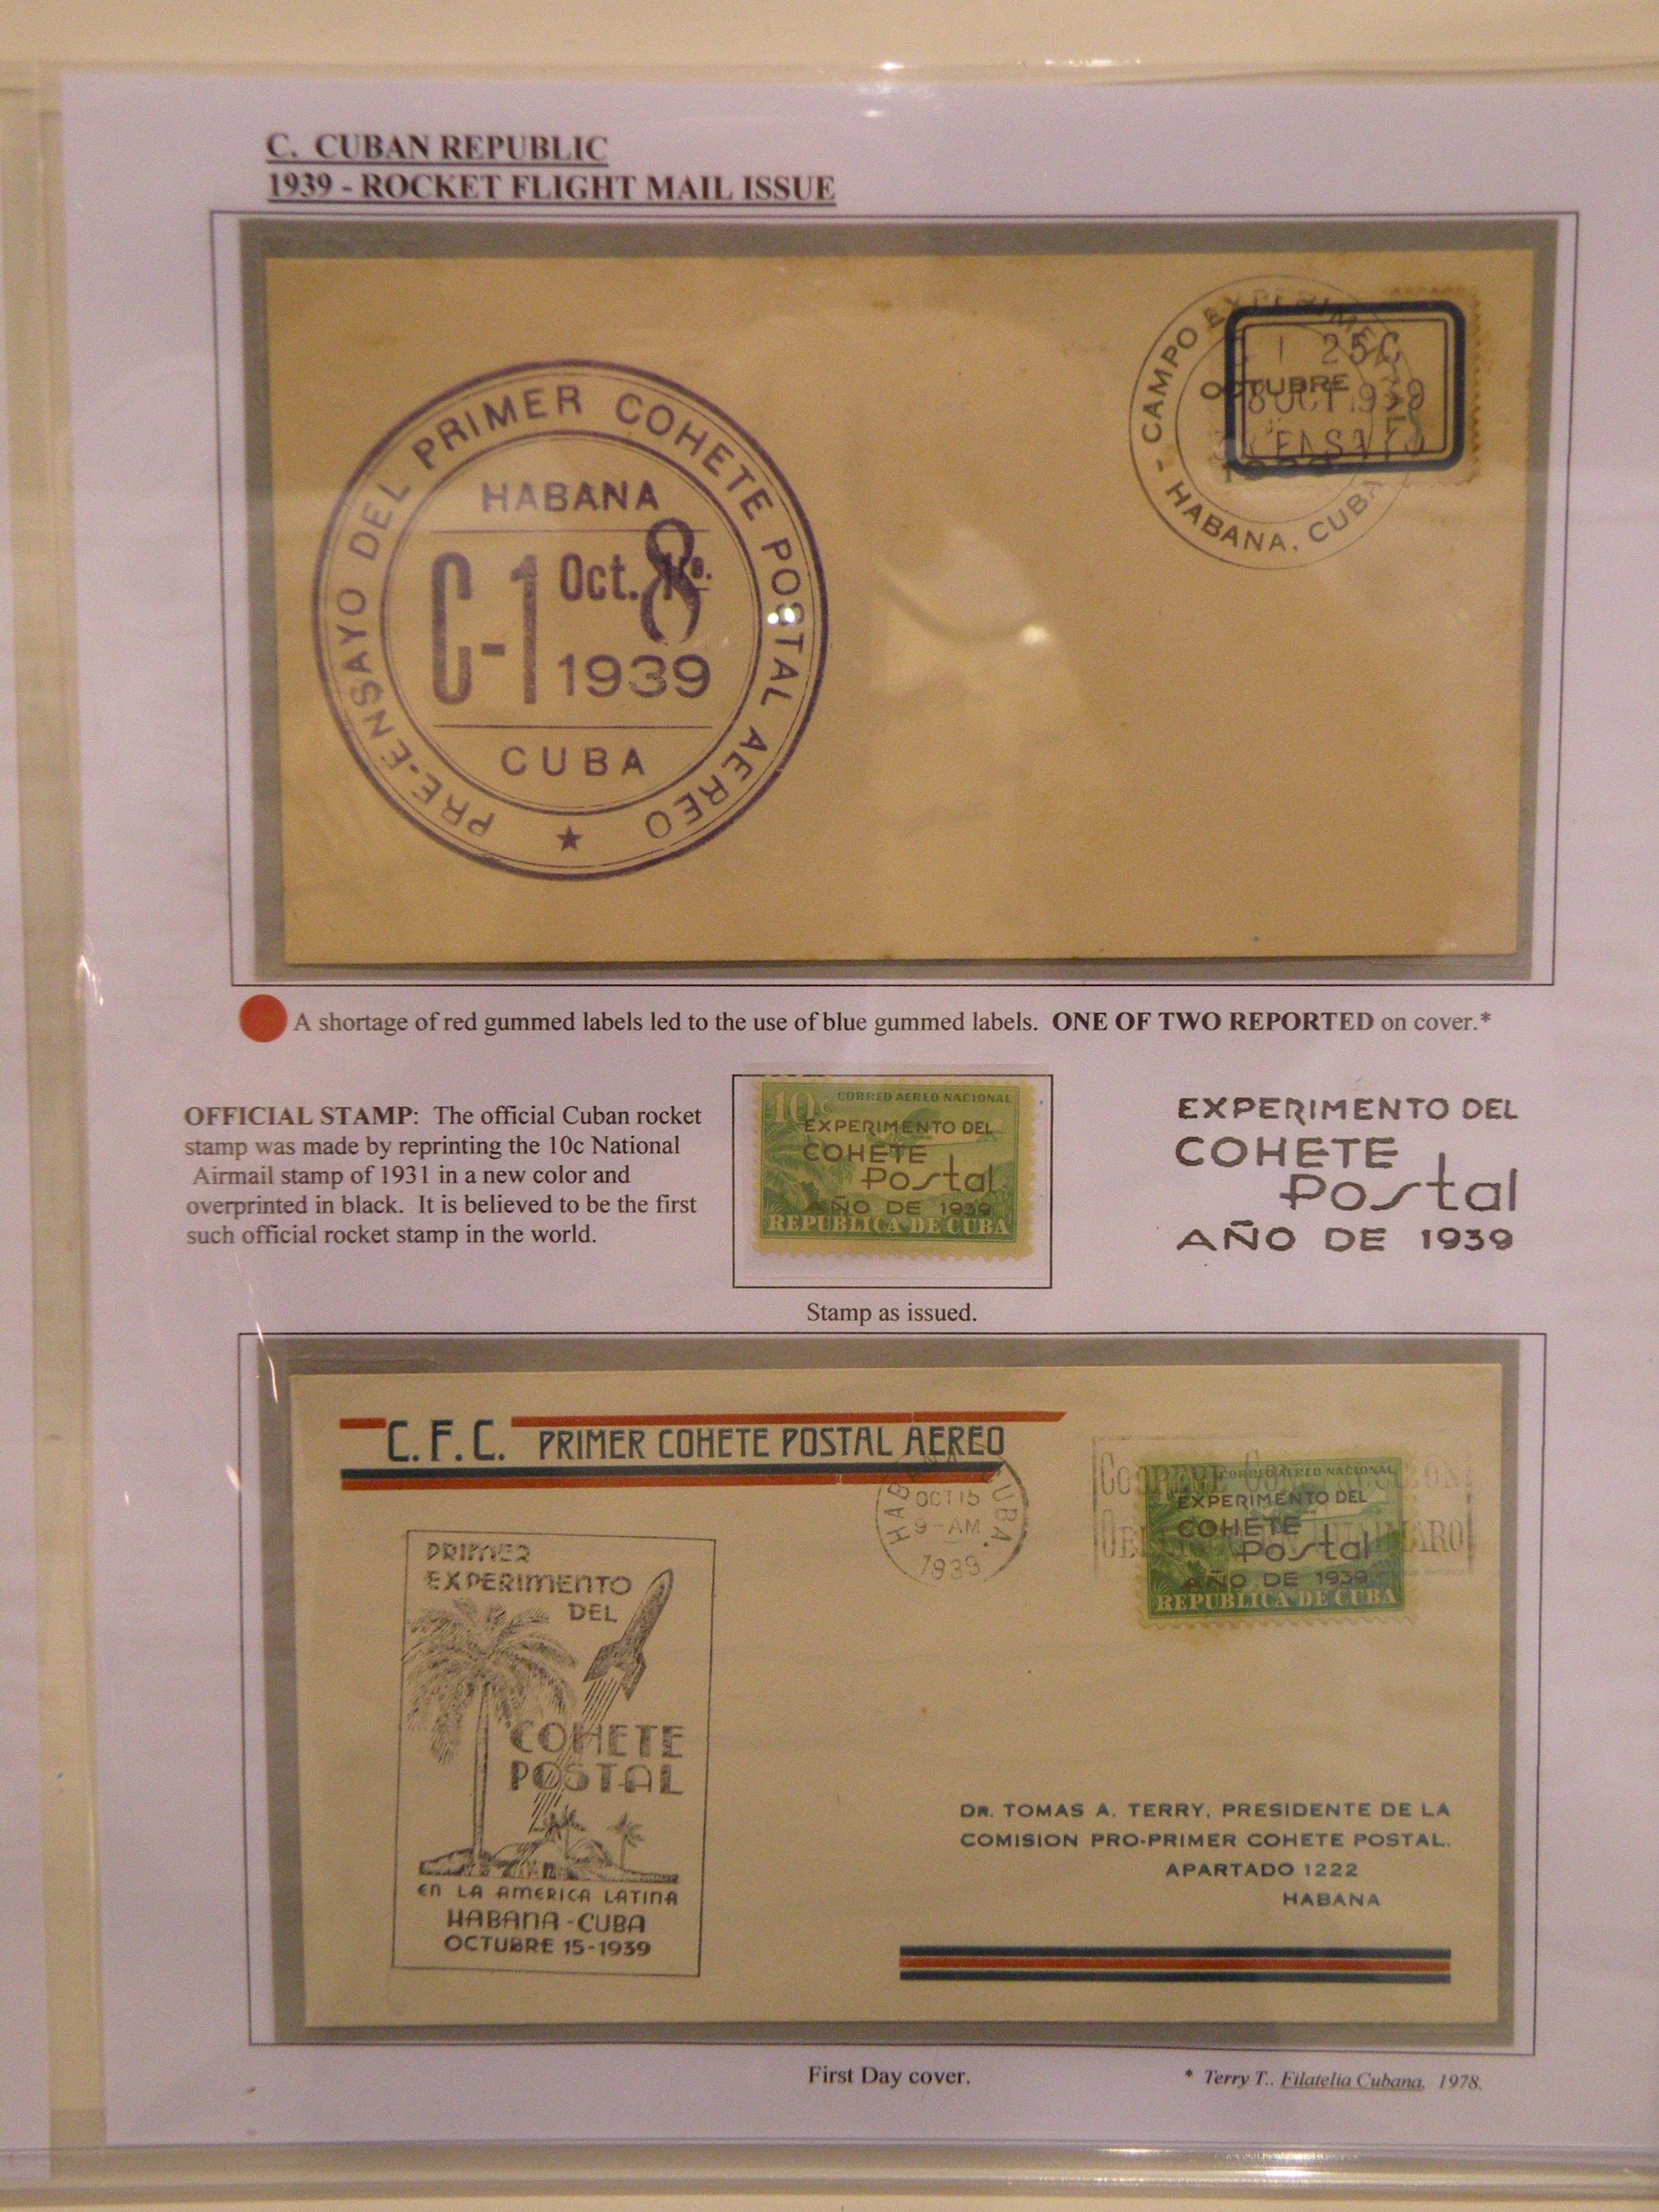 C. CUBAN REPUBLIC
1939 - ROCKET FLIGHT MAIL ISSUE
PRE-ENSAYO DEL PRIMER COHETE POSTAL AEREO
HABANA
C-1 Oct. 8
1939
CUBA
- CAMPO
- HABANA, CUBA
25C
OCTUBRE
8 OCT.1939
A shortage of red gummed labels led to the use of blue gummed labels. ONE OF TWO REPORTED on cover.*
OFFICIAL STAMP: The official Cuban rocket
stamp was made by reprinting the 10c National
Airmail stamp of 1931 in a new color and
overprinted in black. It is believed to be the first
such official rocket stamp in the world.
10c CORREO AEREO NACIONAL
EXPERIMENTO DEL
COHETE
Postal
AÑO DE 1939
REPUBLICA DE CUBA
EXPERIMENTO DEL
COHETE
Postal
AÑO DE 1939
Stamp as issued.
C.F.C. PRIMER COHETE POSTAL AEREO
HABANA, CUBA.
OCT 15
9-AM
1939
CORREO AEREO NACIONAL
EXPERIMENTO DEL
COHETE
Postal
AÑO DE 1939
REPUBLICA DE CUBA
PRIMER
EXPERIMENTO
DEL
COHETE
POSTAL
EN LA AMERICA LATINA
HABANA-CUBA
OCTUBRE 15-1939
DR. TOMAS A. TERRY, PRESIDENTE DE LA
COMISION PRO-PRIMER COHETE POSTAL.
APARTADO 1222
HABANA
First Day cover.
* Terry T.. Filatelia Cubana, 1978.